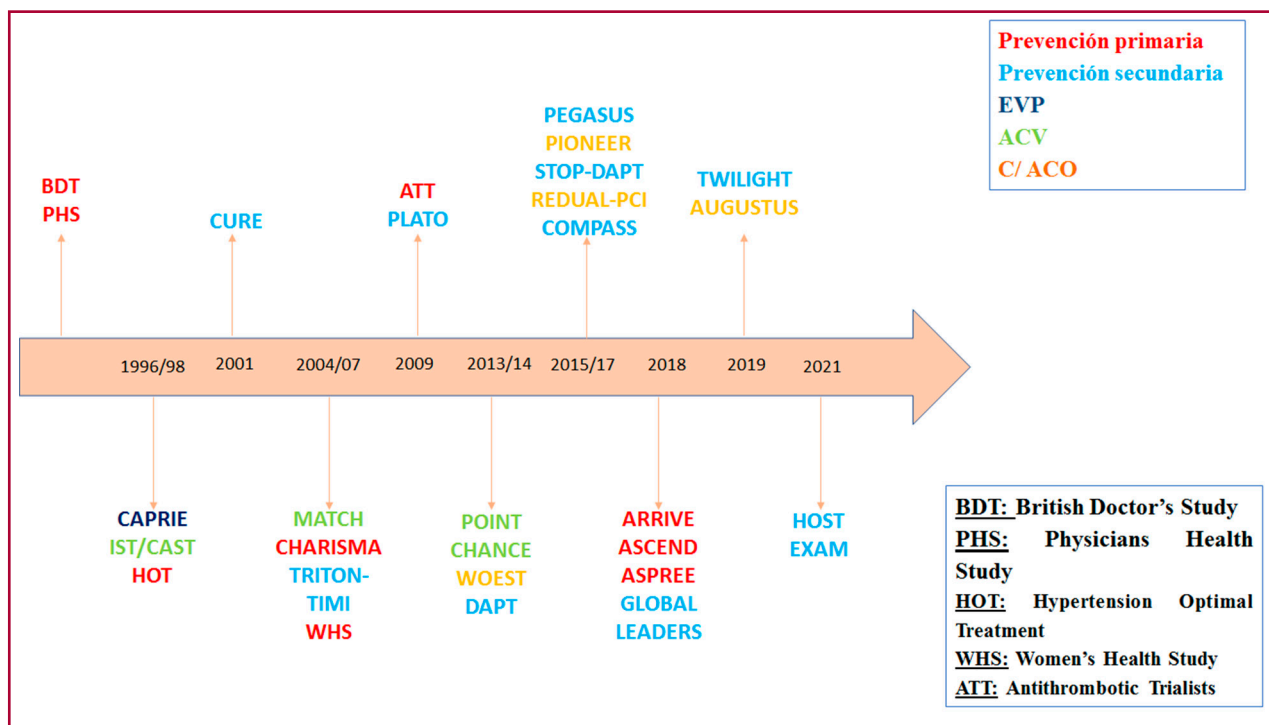 Prevención primaria
Prevención secundaria
EVP
ACV
C/ ACO
BDT
PHS
CURE
ATT
PLATO
PEGASUS
PIONEER
STOP-DAPT
REDUAL-PCI
COMPASS
TWILIGHT
AUGUSTUS
1996/98 2001 2004/07 2009 2013/14 2015/17 2018 2019 2021
CAPRIE
IST/CAST
HOT
MATCH
CHARISMA
TRITON-
TIMI
WHS
POINT
CHANCE
WOEST
DAPT
ARRIVE
ASCEND
ASPREE
GLOBAL
LEADERS
HOST
EXAM
BDT: British Doctor's Study
PHS: Physicians Health
Study
HOT: Hypertension Optimal
Treatment
WHS: Women's Health Study
ATT: Antithrombotic Trialists